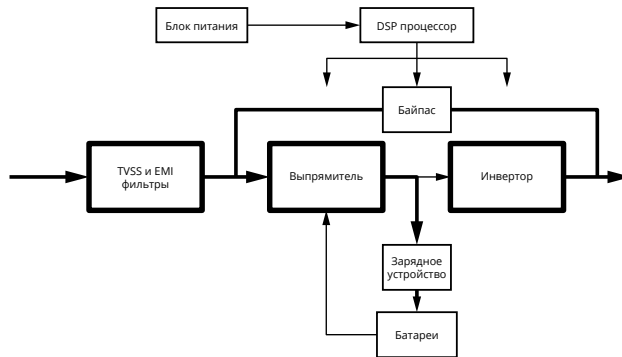 Блок питания
DSP процессор
Байпас
TVSS и EMI
фильтры
Выпрямитель
Инвертор
Зарядное
устройство
Батареи